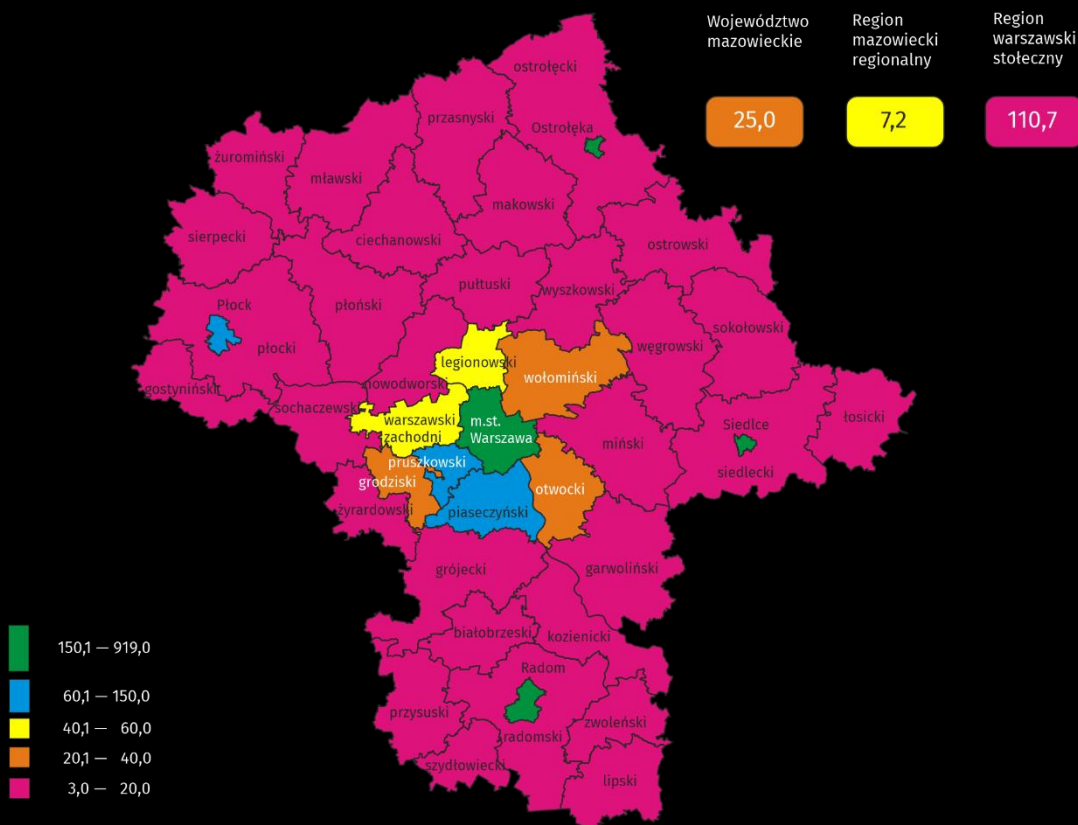 Województwo
mazowieckie
Region
mazowiecki
regionalny
Region
warszawski
stołeczny
25,0
7,2
110,7
ostrołęcki
przasnyski
Ostrołęka
żuromiński
mławski
makowski
sierpecki
ciechanowski
ostrowski
pułtuski
wyszkowski
Płock
płoński
sokołowski
płocki
węgrowski
legionowski
wołomiński
gostyniński
nowodworski
sochaczewski
warszawski
zachodni
m.st.
Warszawa
miński
Siedlce
łosicki
siedlecki
pruszkowski
grodziski
otwocki
żyrardowski
piaseczyński
grójecki
garwoliński
białobrzeski
kozienicki
Radom
przysuski
zwoleński
radomski
szydłowiecki
lipski
150,1 — 919,0
60,1 — 150,0
40,1 — 60,0
20,1 — 40,0
3,0 — 20,0